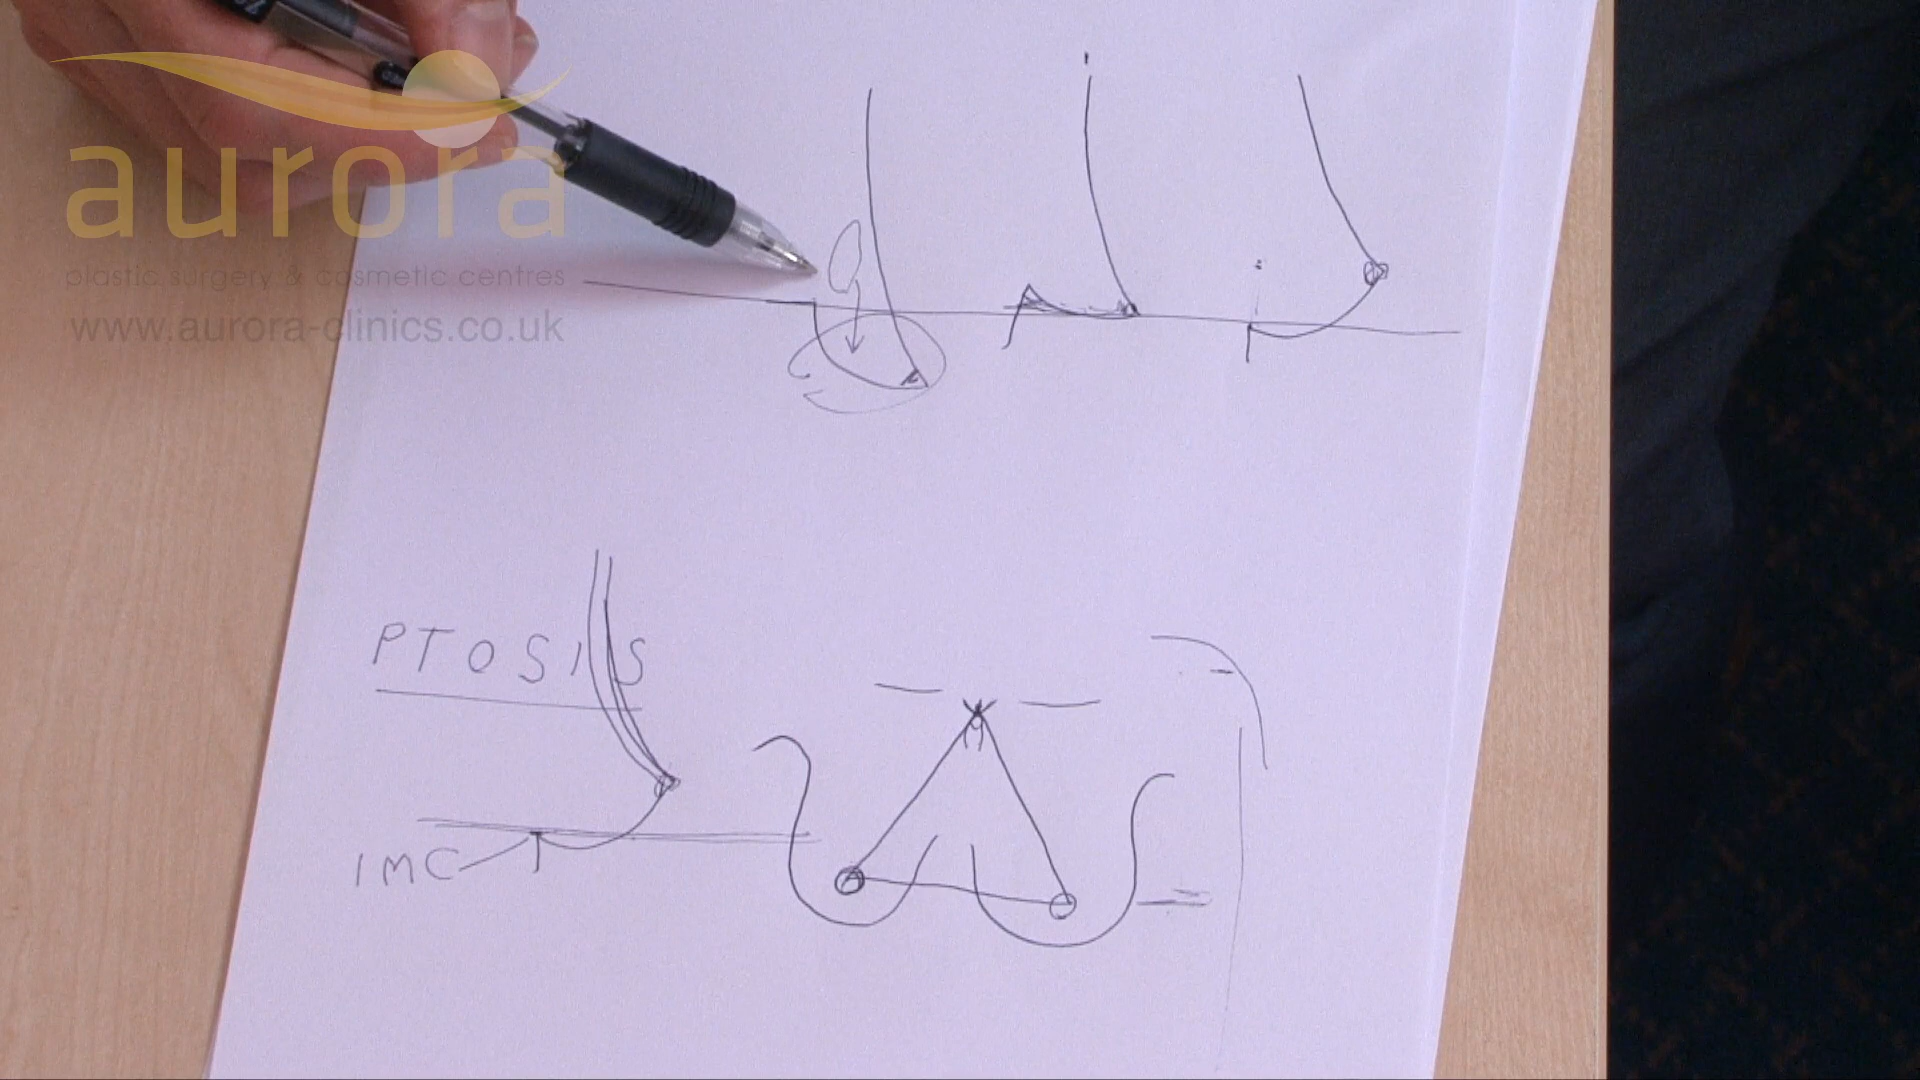 aurora
plastic surgery & cosmetic centres
www.aurora-clinics.co.uk
PTOSIS
IMC